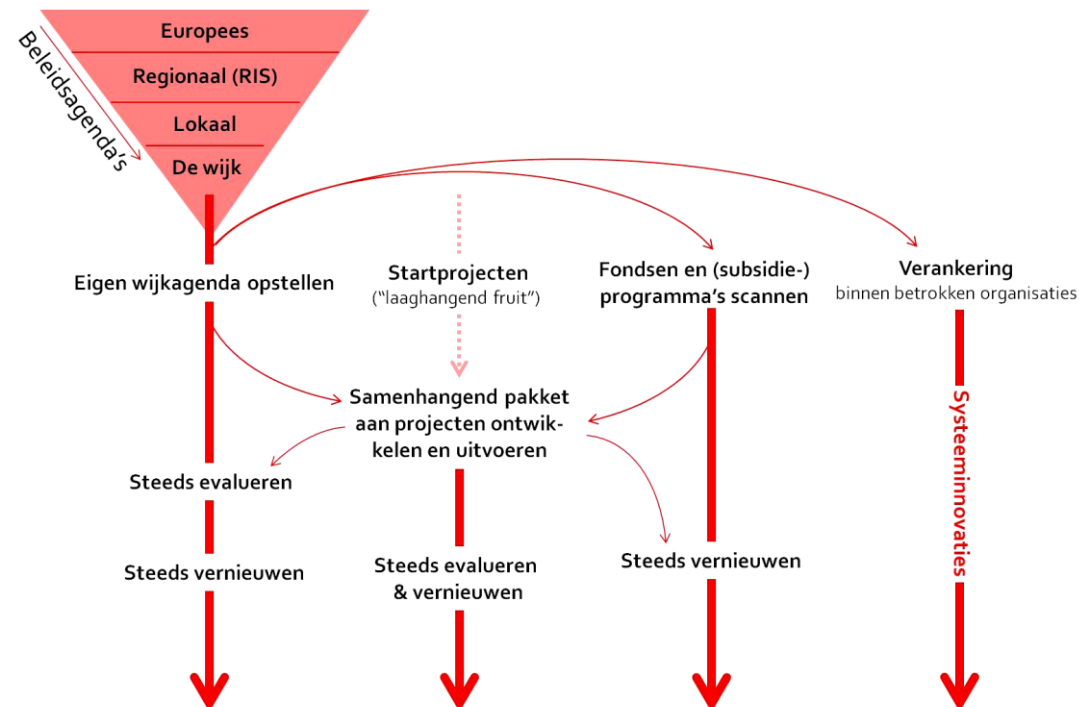 Beleidsagenda's
Europees
Regionaal (RIS)
Lokaal
De wijk
Eigen wijkagenda opstellen
Startprojecten
("laaghangend fruit")
Fondsen en (subsidie-)
programma's scannen
Verankering
binnen betrokken organisaties
Samenhangend pakket
aan projecten ontwik-
kelen en uitvoeren
Systeeminnovaties
Steeds evalueren
Steeds vernieuwen
Steeds evalueren
& vernieuwen
Steeds vernieuwen